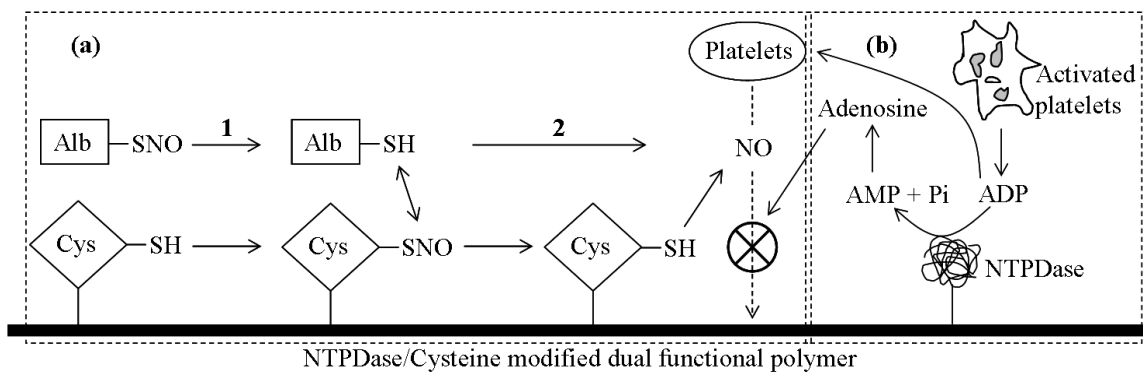 (a)
Platelets
(b)
Activated
platelets
Alb
SNO
1
Alb
SH
2
NO
Adenosine
AMP + Pi
ADP
Cys
SH
Cys
SNO
Cys
SH
NTPDase
NTPDase/Cysteine modified dual functional polymer